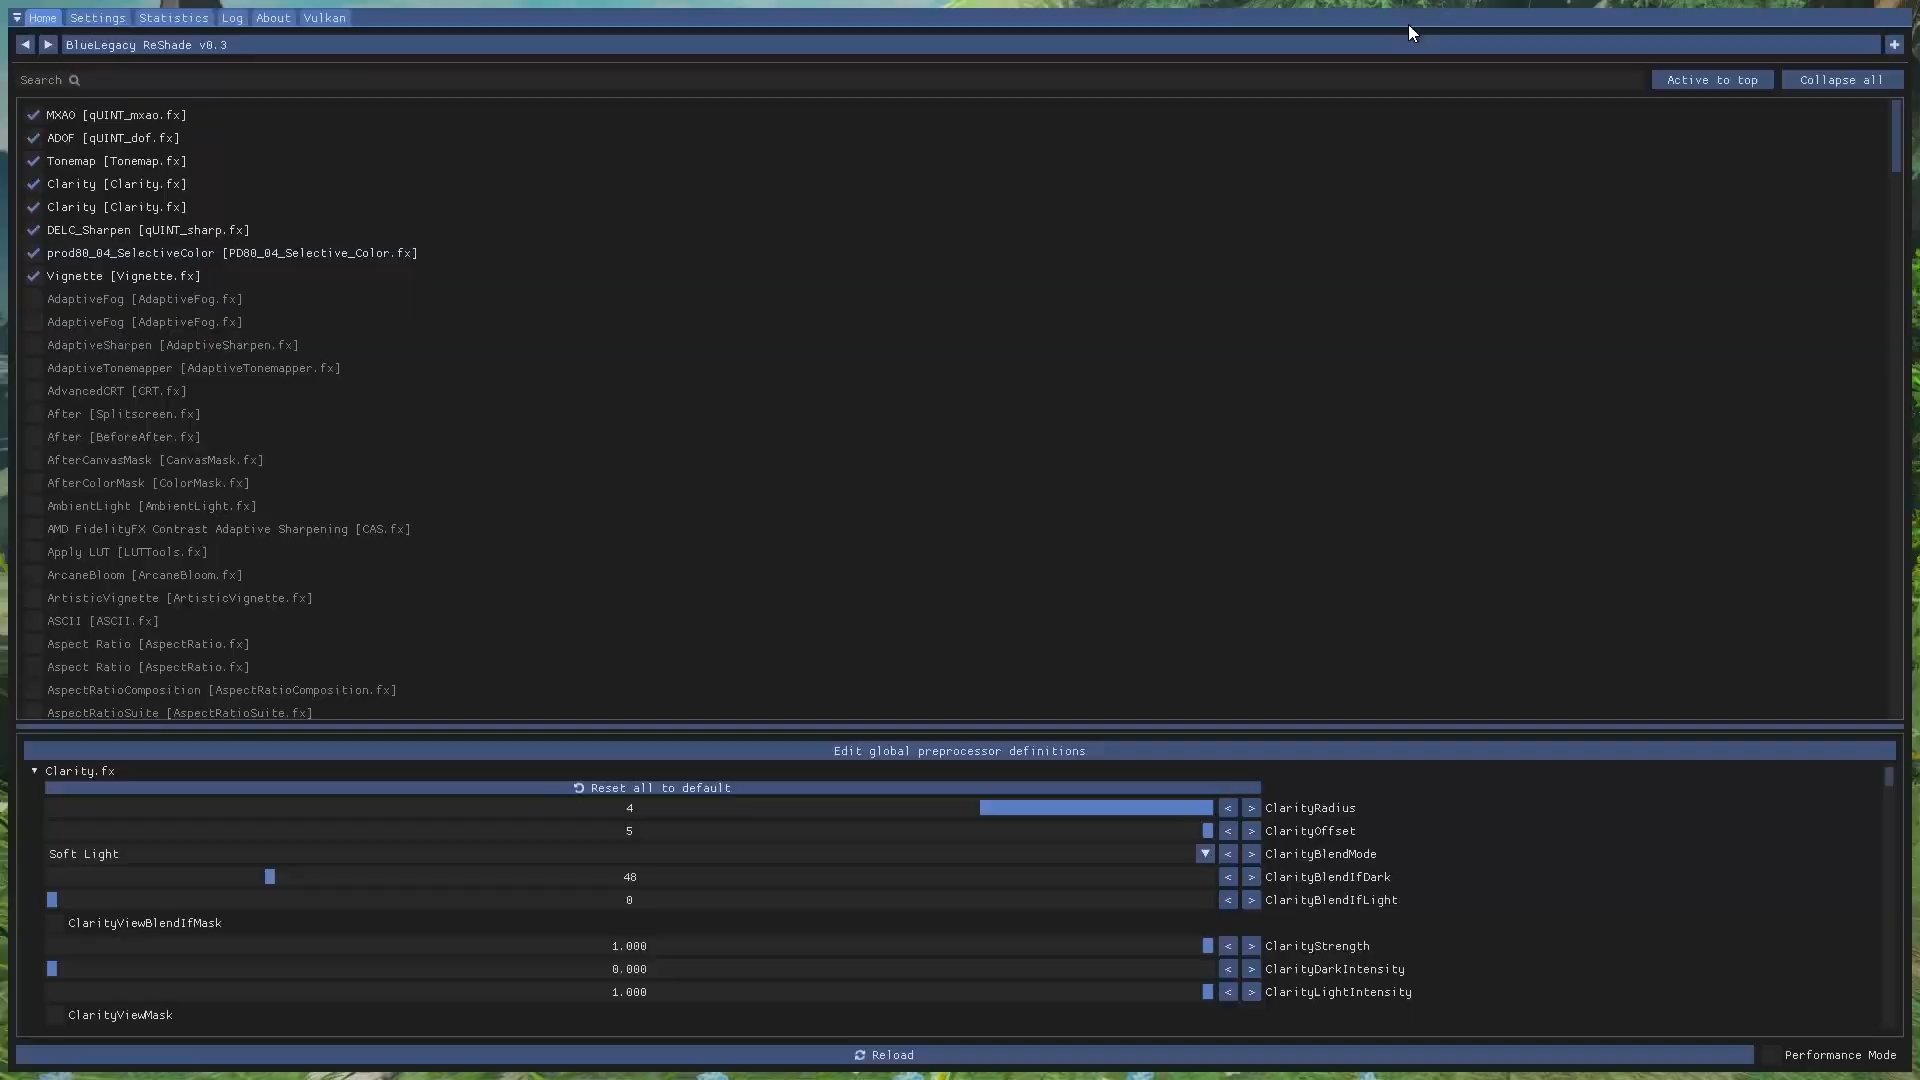 Home Settings Statistics Log About Vulkan
BlueLegacy ReShade v0.3
Search Active to top Collapse all
MXAO [qUINT_mxao.fx]
ADOF [qUINT_dof.fx]
Tonemap [Tonemap.fx]
Clarity [Clarity.fx]
Clarity [Clarity.fx]
DELC_Sharpen [qUINT_sharp.fx]
prod80_04_SelectiveColor [PD80_04_Selective_Color.fx]
Vignette [Vignette.fx]
AdaptiveFog [AdaptiveFog.fx]
AdaptiveFog [AdaptiveFog.fx]
AdaptiveSharpen [AdaptiveSharpen.fx]
AdaptiveTonemapper [AdaptiveTonemapper.fx]
AdvancedCRT [CRT.fx]
After [Splitscreen.fx]
After [BeforeAfter.fx]
AfterCanvasMask [CanvasMask.fx]
AfterColorMask [ColorMask.fx]
AmbientLight [AmbientLight.fx]
AMD FidelityFX Contrast Adaptive Sharpening [CAS.fx]
Apply LUT [LUTTools.fx]
ArcaneBloom [ArcaneBloom.fx]
ArtisticVignette [ArtisticVignette.fx]
ASCII [ASCII.fx]
Aspect Ratio [AspectRatio.fx]
Aspect Ratio [AspectRatio.fx]
AspectRatioComposition [AspectRatioComposition.fx]
AspectRatioSuite [AspectRatioSuite.fx]
Edit global preprocessor definitions
Clarity.fx
Reset all to default
4 < > ClarityRadius
5 < > ClarityOffset
Soft Light < > ClarityBlendMode
48 < > ClarityBlendIfDark
0 < > ClarityBlendIfLight
ClarityViewBlendIfMask
1.000 < > ClarityStrength
0.000 < > ClarityDarkIntensity
1.000 < > ClarityLightIntensity
ClarityViewMask
Reload Performance Mode